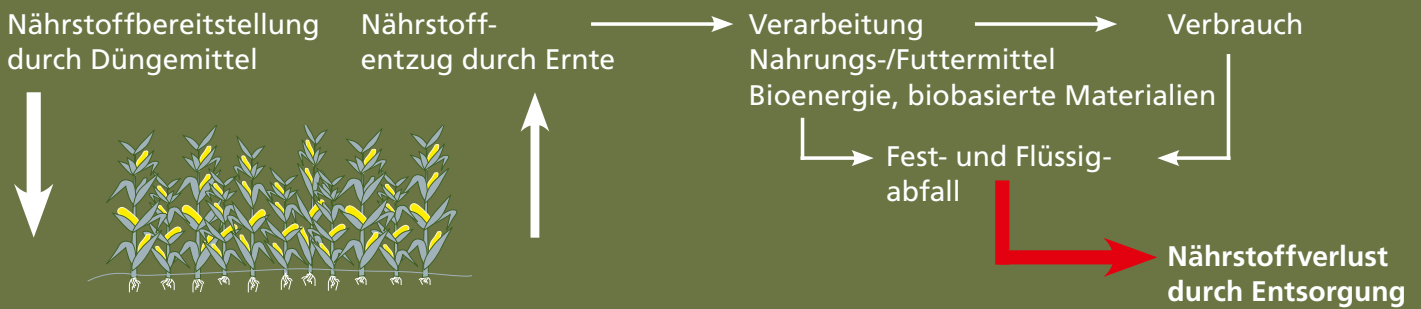 Nährstoffbereitstellung
durch Düngemittel
Nährstoff-
entzug durch Ernte
Verarbeitung
Nahrungs-/Futtermittel
Bioenergie, biobasierte Materialien
Verbrauch
Fest- und Flüssig-
abfall
Nährstoffverlust
durch Entsorgung